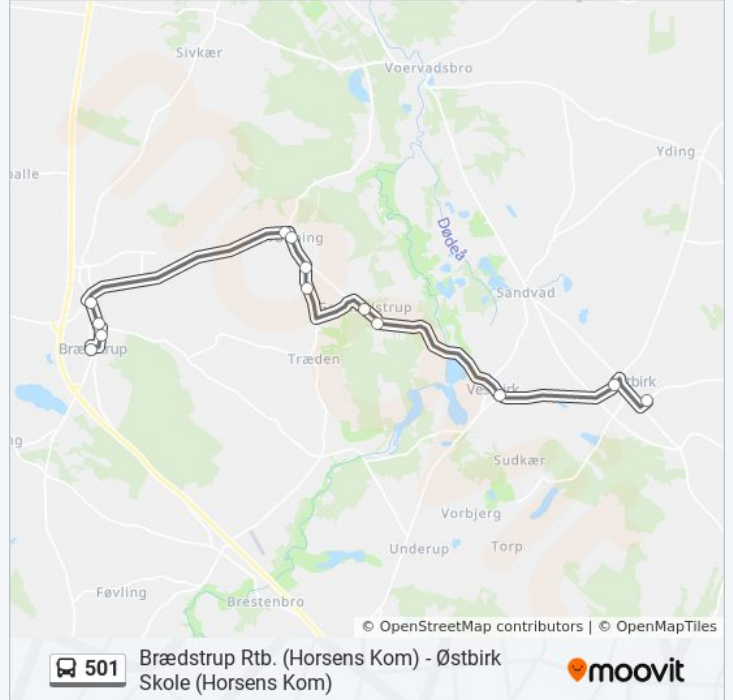 Sivkær
Voervadsbro
Yding
Dødeå
Sandvad
Træden
Sudkær
Vorbjerg
Underup
Torp
Føvling
Brestenbro
© OpenStreetMap contributors | © OpenMapTiles
501
Brædstrup Rtb. (Horsens Kom) - Østbirk
Skole (Horsens Kom)
moovit